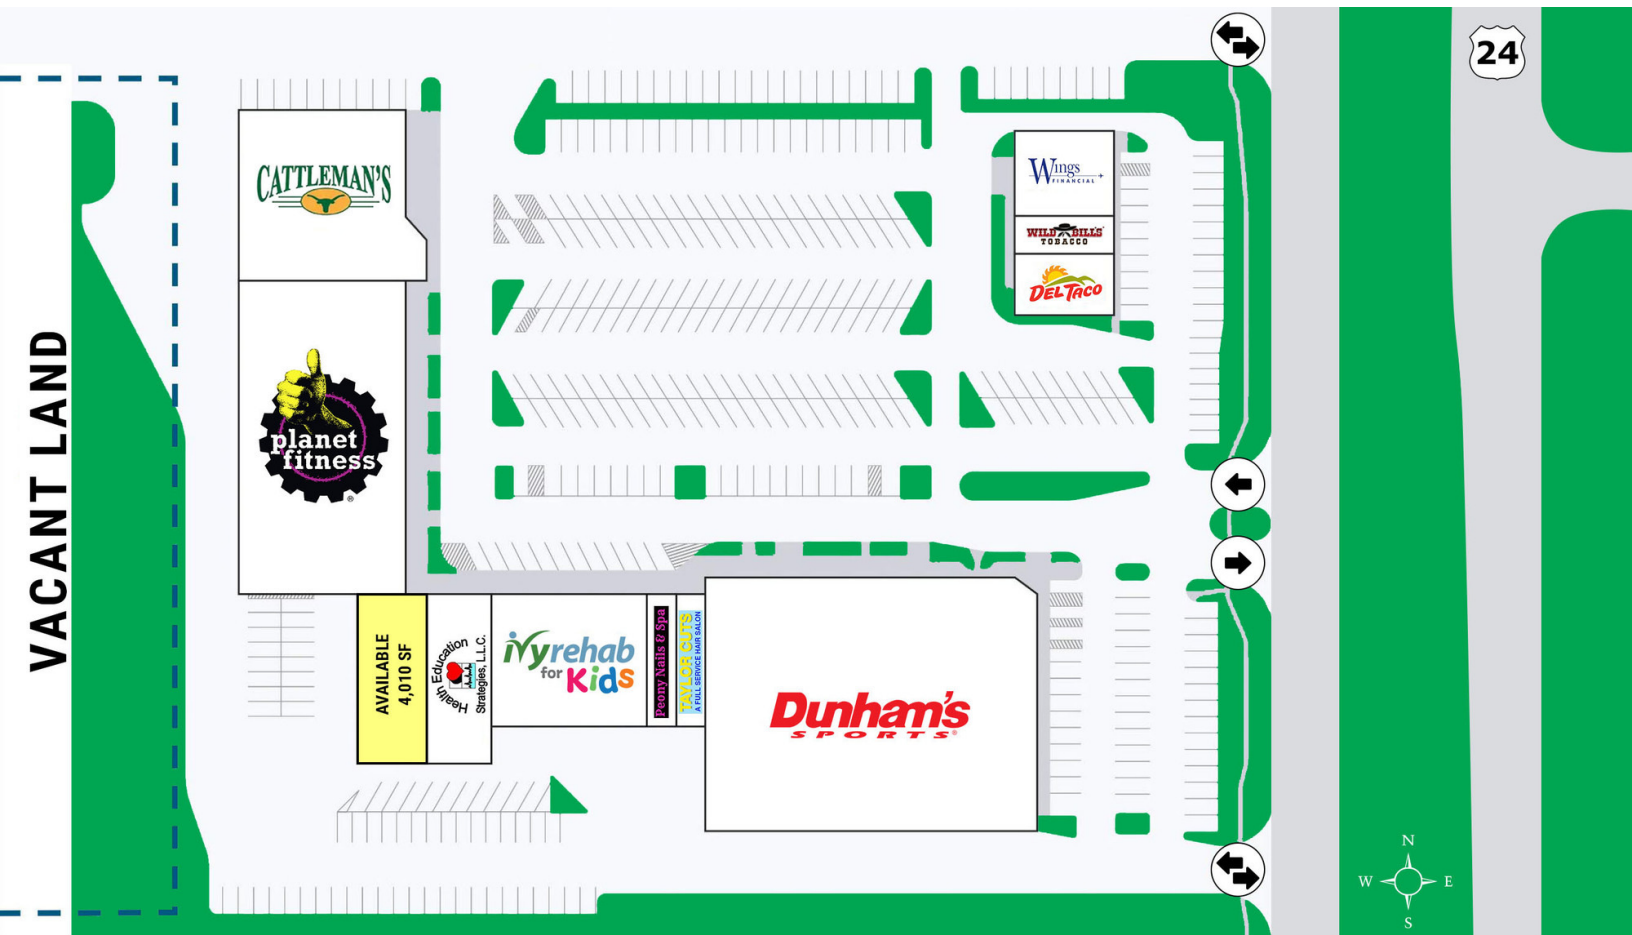 24
CATTLEMAN'S
Wings
FINANCIAL
WILD BILL'S
TOBACCO
DEL TACO
VACANT LAND
planet
fitness
®
AVAILABLE
4,010 SF
Health Education
Strategies, L.L.C.
ivyrehab
for Kids
Peony Nails & Spa
TAYLOR CUTS
A FULL SERVICE HAIR SALON
DUNHAM'S
SPORTS®
N
W E
S